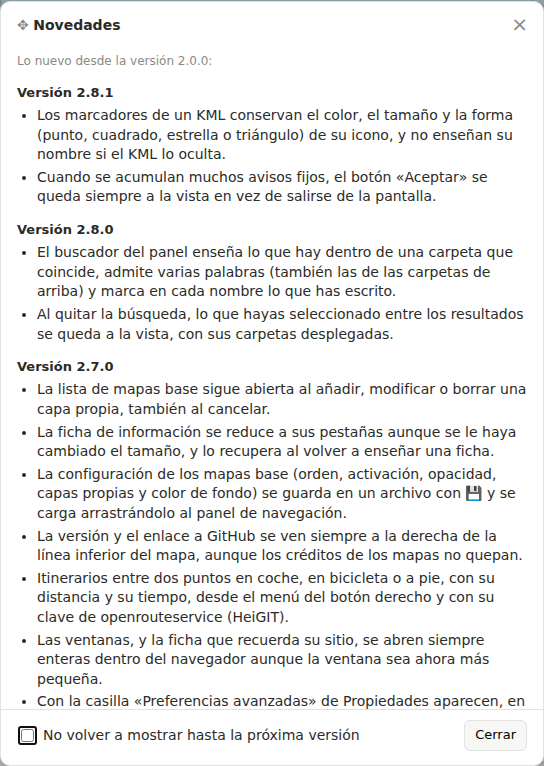 ✥ Novedades ×
Lo nuevo desde la versión 2.0.0:
Versión 2.8.1
• Los marcadores de un KML conservan el color, el tamaño y la forma
(punto, cuadrado, estrella o triángulo) de su icono, y no enseñan su
nombre si el KML lo oculta.
• Cuando se acumulan muchos avisos fijos, el botón «Aceptar» se
queda siempre a la vista en vez de salirse de la pantalla.
Versión 2.8.0
• El buscador del panel enseña lo que hay dentro de una carpeta que
coincide, admite varias palabras (también las de las carpetas de
arriba) y marca en cada nombre lo que has escrito.
• Al quitar la búsqueda, lo que hayas seleccionado entre los resultados
se queda a la vista, con sus carpetas desplegadas.
Versión 2.7.0
• La lista de mapas base sigue abierta al añadir, modificar o borrar una
capa propia, también al cancelar.
• La ficha de información se reduce a sus pestañas aunque se le haya
cambiado el tamaño, y lo recupera al volver a enseñar una ficha.
• La configuración de los mapas base (orden, activación, opacidad,
capas propias y color de fondo) se guarda en un archivo con 💾 y se
carga arrastrándolo al panel de navegación.
• La versión y el enlace a GitHub se ven siempre a la derecha de la
línea inferior del mapa, aunque los créditos de los mapas no quepan.
• Itinerarios entre dos puntos en coche, en bicicleta o a pie, con su
distancia y su tiempo, desde el menú del botón derecho y con su
clave de openrouteservice (HeiGIT).
• Las ventanas, y la ficha que recuerda su sitio, se abren siempre
enteras dentro del navegador aunque la ventana sea ahora más
pequeña.
• Con la casilla «Preferencias avanzadas» de Propiedades aparecen, en
No volver a mostrar hasta la próxima versión
Cerrar